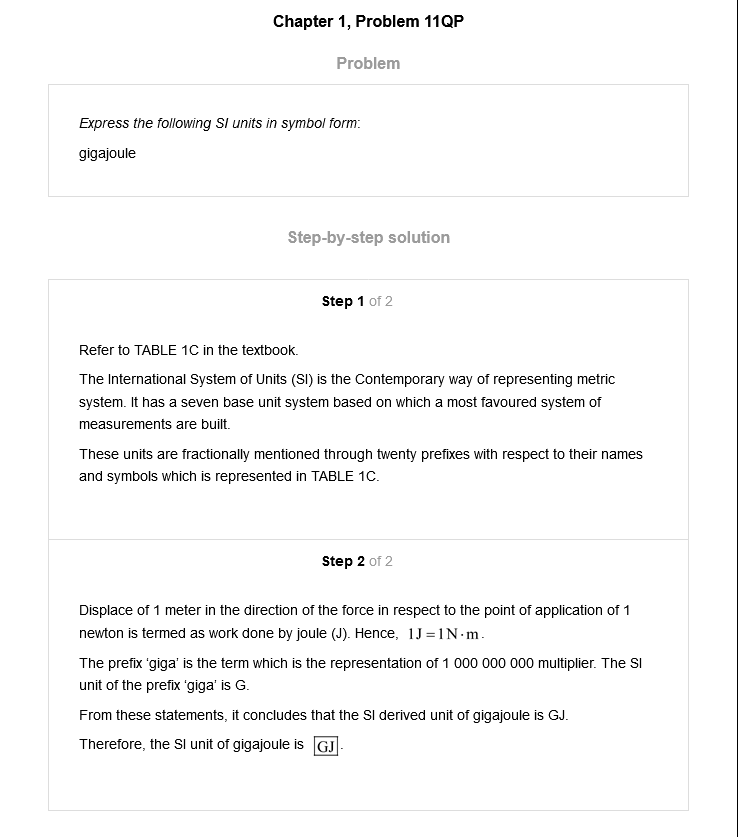 Chapter 1, Problem 11QP
Problem
Express the following SI units in symbol form:
gigajoule
Step-by-step solution
Step 1 of 2
Refer to TABLE 1C in the textbook.
The International System of Units (SI) is the Contemporary way of representing metric
system. It has a seven base unit system based on which a most favoured system of
measurements are built.
These units are fractionally mentioned through twenty prefixes with respect to their names
and symbols which is represented in TABLE 1C.
Step 2 of 2
Displace of 1 meter in the direction of the force in respect to the point of application of 1
newton is termed as work done by joule (J). Hence, 1J=1N·m.
The prefix ‘giga’ is the term which is the representation of 1 000 000 000 multiplier. The SI
unit of the prefix ‘giga’ is G.
From these statements, it concludes that the SI derived unit of gigajoule is GJ.
Therefore, the SI unit of gigajoule is GJ.